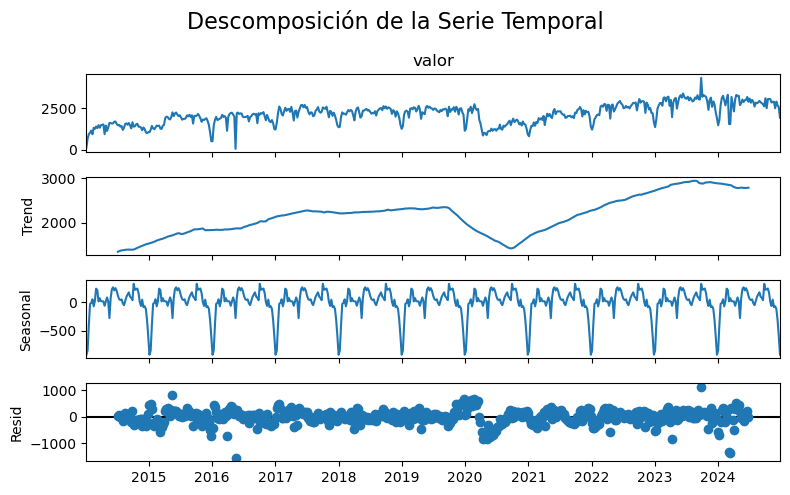 Descomposición de la Serie Temporal
valor
2500
0
Trend
3000
2000
Seasonal
0
−500
Resid
1000
0
−1000
2015 2016 2017 2018 2019 2020 2021 2022 2023 2024